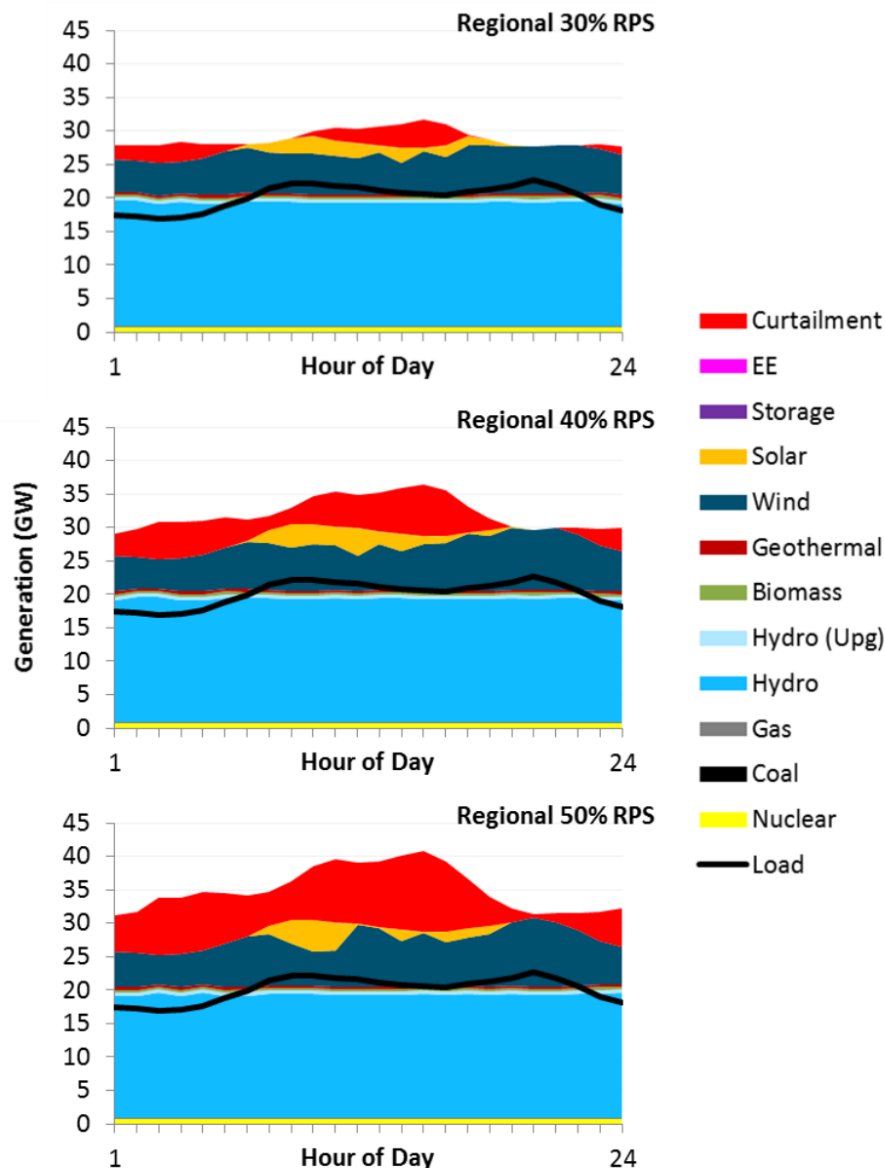 Regional 30% RPS
45
40
35
30
25
20
15
10
5
0
1
Hour of Day
24
Regional 40% RPS
45
40
35
30
25
20
15
10
5
0
1
Hour of Day
24
Regional 50% RPS
45
40
35
30
25
20
15
10
5
0
1
Hour of Day
24
Generation (GW)
Curtailment
EE
Storage
Solar
Wind
Geothermal
Biomass
Hydro (Upg)
Hydro
Gas
Coal
Nuclear
Load